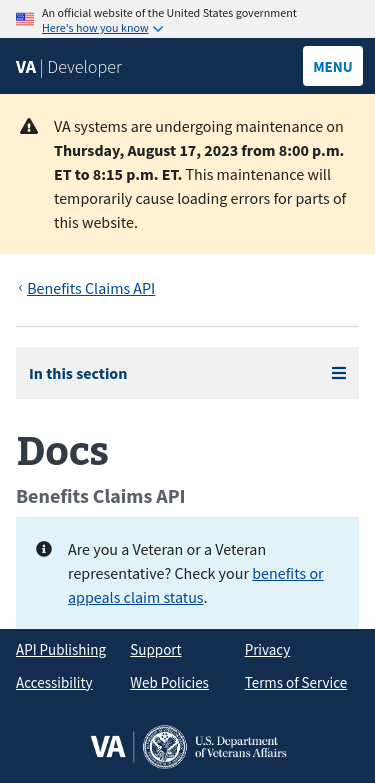 An official website of the United States government
Here's how you know
VA | Developer
MENU
VA systems are undergoing maintenance on
Thursday, August 17, 2023 from 8:00 p.m.
ET to 8:15 p.m. ET. This maintenance will
temporarily cause loading errors for parts of
this website.
‹ Benefits Claims API
In this section
Docs
Benefits Claims API
Are you a Veteran or a Veteran
representative? Check your benefits or
appeals claim status.
API Publishing Support Privacy
Accessibility Web Policies Terms of Service
VA | U.S. Department
of Veterans Affairs